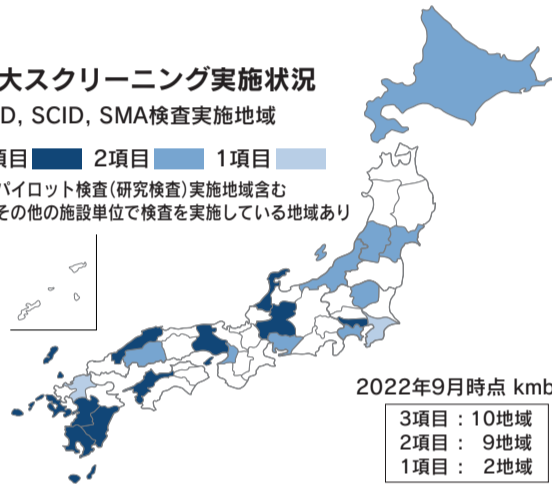 大スクリーニング実施状況
D, SCID, SMA検査実施地域
項目 2項目 1項目
パイロット検査(研究検査)実施地域含む
その他の施設単位で検査を実施している地域あり
2022年9月時点 kmb
3項目 : 10地域
2項目 : 9地域
1項目 : 2地域